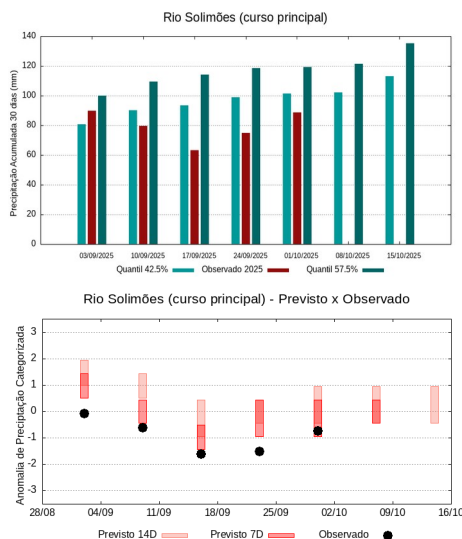 Rio Solimões (curso principal)
140
120
100
80
60
40
20
0
Precipitação Acumulada 30 dias (mm)
03/09/2025 10/09/2025 17/09/2025 24/09/2025 01/10/2025 08/10/2025 15/10/2025
Quantil 42.5% Observado 2025 Quantil 57.5%
Rio Solimões (curso principal) - Previsto x Observado
3
2
1
0
-1
-2
-3
Anomalia de Preciptação Categorizada
28/08 04/09 11/09 18/09 25/09 02/10 09/10 16/10
Previsto 14D Previsto 7D Observado